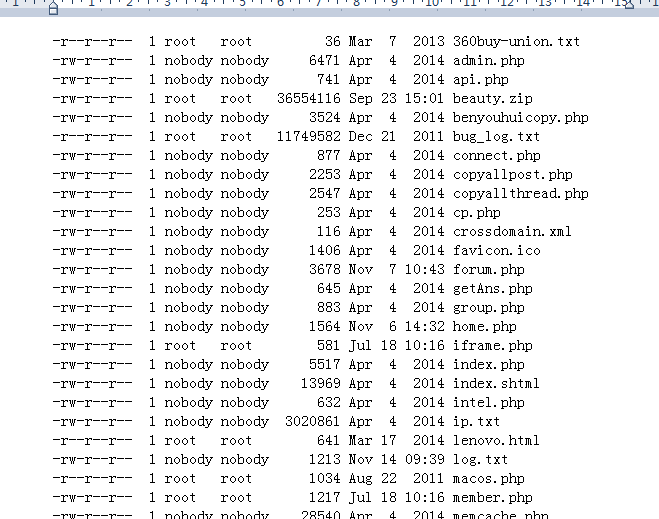 1 1 2 3 4 5 6 7 8 9 10 11 12 13 14 15
-r--r--r-- 1 root root 36 Mar 7 2013 360buy-union.txt
-rw-r--r-- 1 nobody nobody 6471 Apr 4 2014 admin.php
-rw-r--r-- 1 nobody nobody 741 Apr 4 2014 api.php
-rw-r--r-- 1 root root 36554116 Sep 23 15:01 beauty.zip
-rw-r--r-- 1 nobody nobody 3524 Apr 4 2014 benyouhuicopy.php
-r--r--r-- 1 root root 11749582 Dec 21 2011 bug_log.txt
-rw-r--r-- 1 nobody nobody 877 Apr 4 2014 connect.php
-rw-r--r-- 1 nobody nobody 2253 Apr 4 2014 copyallpost.php
-rw-r--r-- 1 nobody nobody 2547 Apr 4 2014 copyallthread.php
-rw-r--r-- 1 nobody nobody 253 Apr 4 2014 cp.php
-rw-r--r-- 1 nobody nobody 116 Apr 4 2014 crossdomain.xml
-rw-r--r-- 1 nobody nobody 1406 Apr 4 2014 favicon.ico
-rw-r--r-- 1 nobody nobody 3678 Nov 7 10:43 forum.php
-rw-r--r-- 1 nobody nobody 645 Apr 4 2014 getAns.php
-rw-r--r-- 1 nobody nobody 883 Apr 4 2014 group.php
-rw-r--r-- 1 nobody nobody 1564 Nov 6 14:32 home.php
-rw-r--r-- 1 root root 581 Jul 18 10:16 iframe.php
-rw-r--r-- 1 nobody nobody 5517 Apr 4 2014 index.php
-rw-r--r-- 1 nobody nobody 13969 Apr 4 2014 index.shtml
-rw-r--r-- 1 nobody nobody 632 Apr 4 2014 intel.php
-rw-r--r-- 1 nobody nobody 3020861 Apr 4 2014 ip.txt
-r--r--r-- 1 root root 641 Mar 17 2014 lenovo.html
-rw-r--r-- 1 nobody nobody 1213 Nov 14 09:39 log.txt
-r--r--r-- 1 root root 1034 Aug 22 2011 macos.php
-rw-r--r-- 1 root root 1217 Jul 18 10:16 member.php
-rw-r--r-- 1 nobody nobody 28540 Apr 4 2014 memcache.php